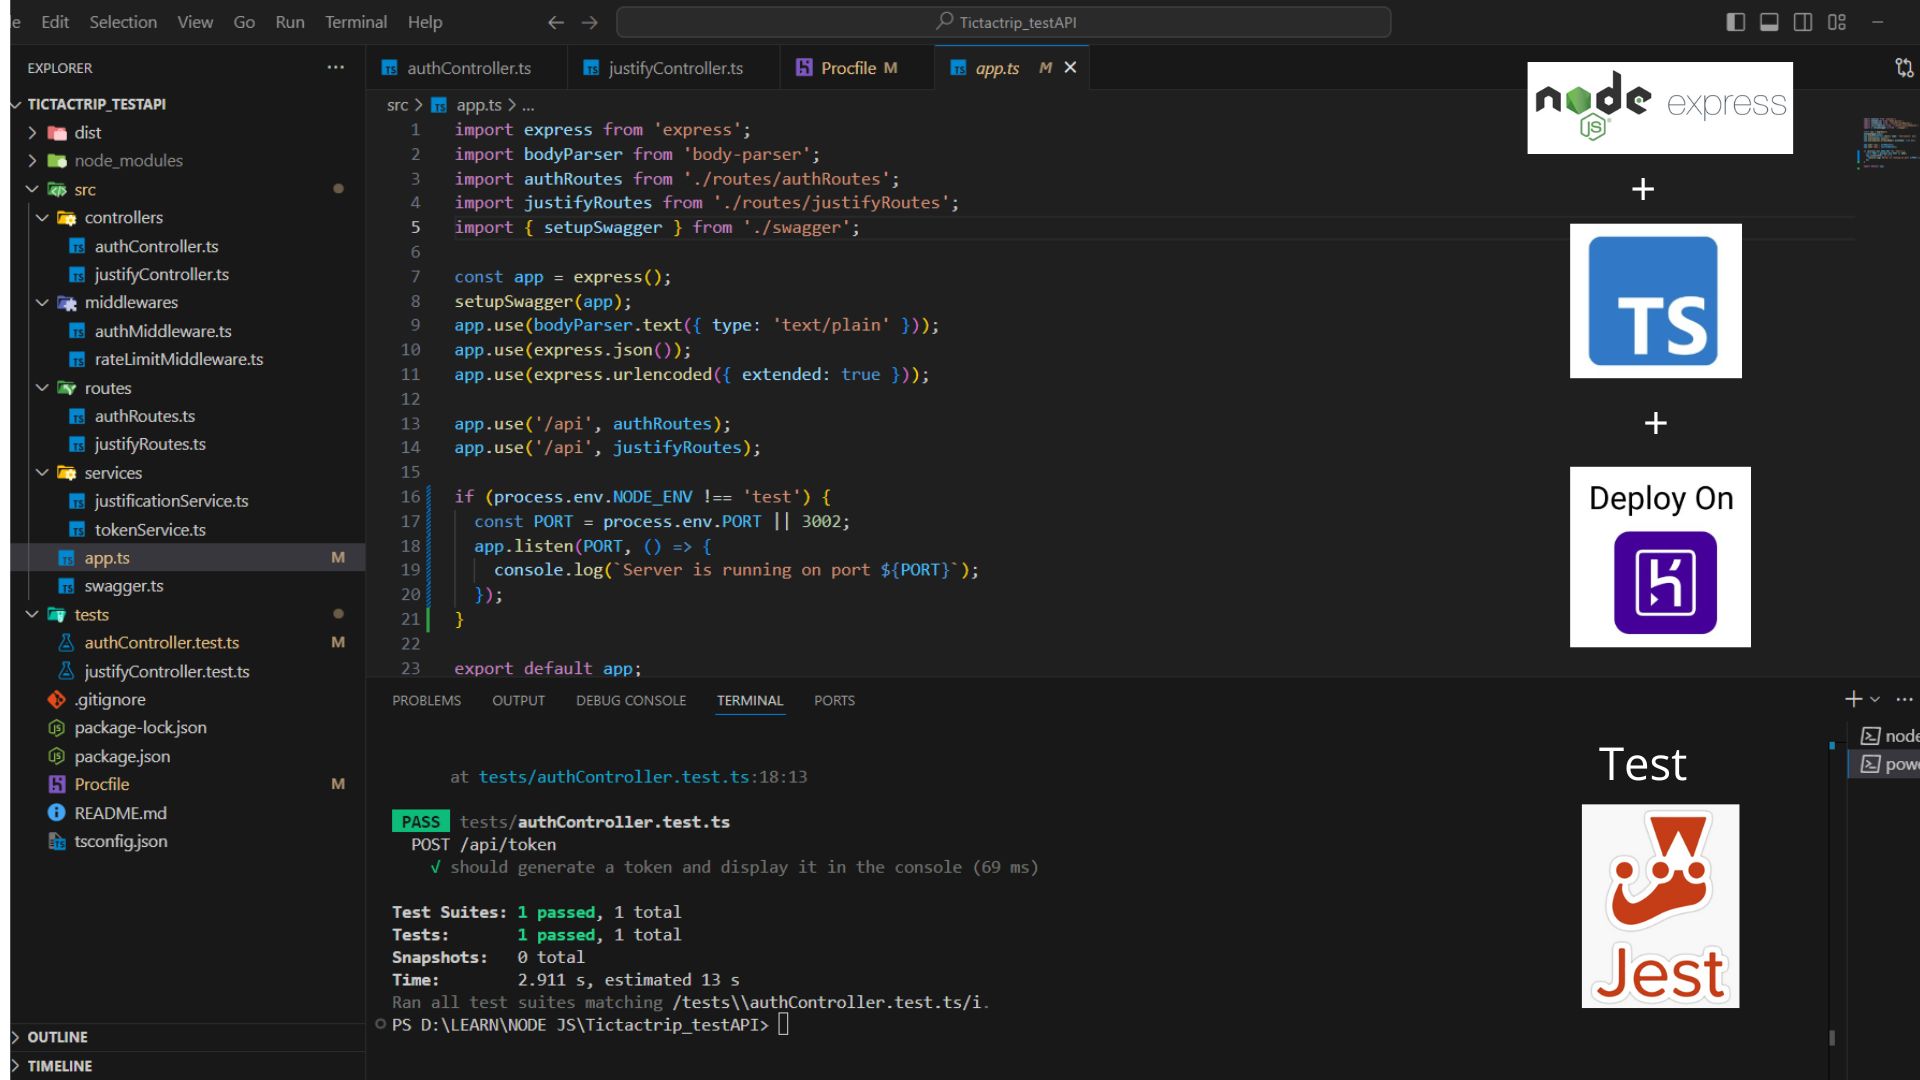 e Edit Selection View Go Run Terminal Help
Tictactrip_testAPI
EXPLORER
TICTACTRIP_TESTAPI
dist
node_modules
src
controllers
authController.ts
justifyController.ts
middlewares
authMiddleware.ts
rateLimitMiddleware.ts
routes
authRoutes.ts
justifyRoutes.ts
services
justificationService.ts
tokenService.ts
app.ts M
swagger.ts
tests
authController.test.ts M
justifyController.test.ts
.gitignore
package-lock.json
package.json
Procfile M
README.md
tsconfig.json
OUTLINE
TIMELINE
authController.ts justifyController.ts Procfile M app.ts M
src > app.ts > ...
1 import express from 'express';
2 import bodyParser from 'body-parser';
3 import authRoutes from './routes/authRoutes';
4 import justifyRoutes from './routes/justifyRoutes';
5 import { setupSwagger } from './swagger';
6
7 const app = express();
8 setupSwagger(app);
9 app.use(bodyParser.text({ type: 'text/plain' }));
10 app.use(express.json());
11 app.use(express.urlencoded({ extended: true }));
12
13 app.use('/api', authRoutes);
14 app.use('/api', justifyRoutes);
15
16 if (process.env.NODE_ENV !== 'test') {
17 const PORT = process.env.PORT || 3002;
18 app.listen(PORT, () => {
19 console.log(`Server is running on port ${PORT}`);
20 });
21 }
22
23 export default app;
node express
JS
+
TS
+
Deploy On
PROBLEMS OUTPUT DEBUG CONSOLE TERMINAL PORTS
at tests/authController.test.ts:18:13
PASS tests/authController.test.ts
POST /api/token
√ should generate a token and display it in the console (69 ms)
Test Suites: 1 passed, 1 total
Tests: 1 passed, 1 total
Snapshots: 0 total
Time: 2.911 s, estimated 13 s
Ran all test suites matching /tests\\authController.test.ts/i.
PS D:\LEARN\NODE JS\Tictactrip_testAPI>
node
powe
Test
Jest